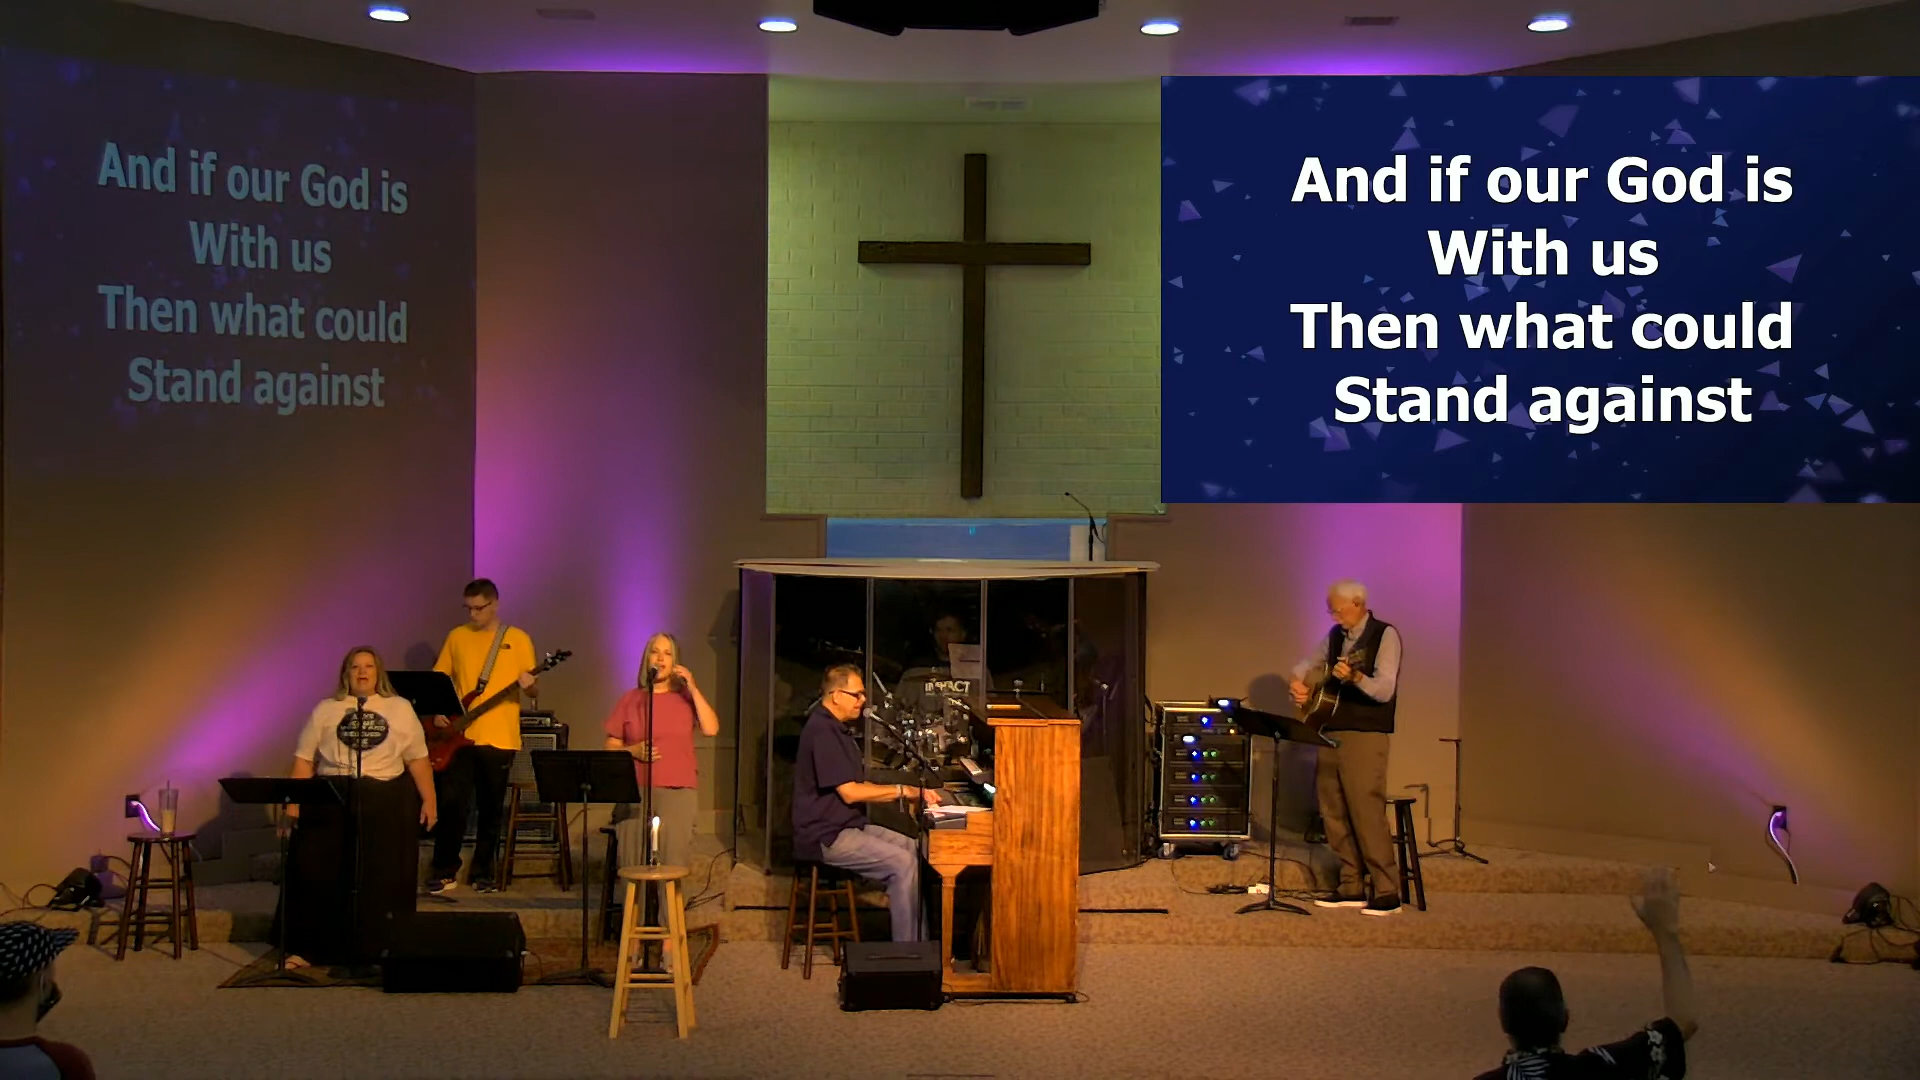 And if our God is
With us
Then what could
Stand against
And if our God is
With us
Then what could
Stand against
IMPACT